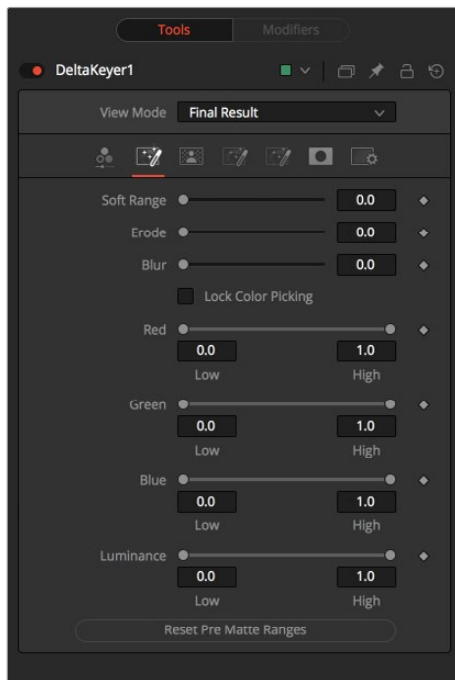 Tools Modifiers
DeltaKeyer1
View Mode Final Result
Soft Range 0.0
Erode 0.0
Blur 0.0
Lock Color Picking
Red
0.0 1.0
Low High
Green
0.0 1.0
Low High
Blue
0.0 1.0
Low High
Luminance
0.0 1.0
Low High
Reset Pre Matte Ranges